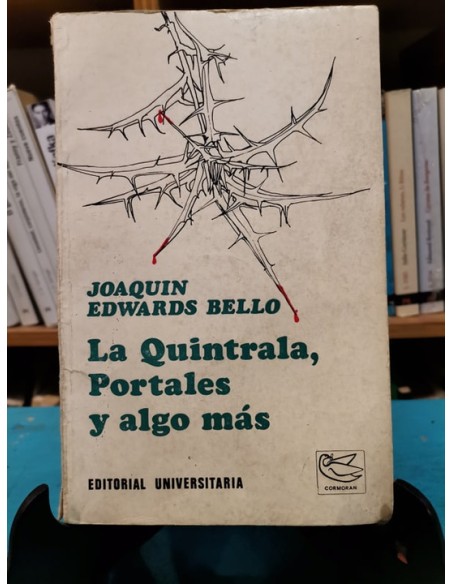 JOAQUIN
EDWARDS BELLO
La Quintrala,
Portales
y algo más
EDITORIAL UNIVERSITARIA
CORMORAN